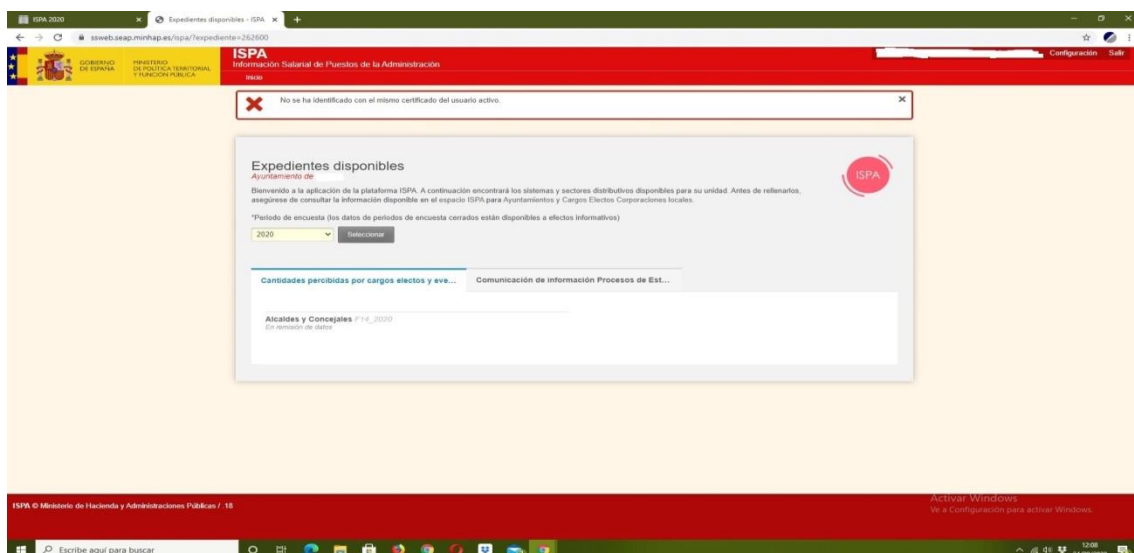 ISPA 2020
Expedientes disponibles - ISPA
ssweb.seap.minhap.es/ispa/?expediente=262600
GOBIERNO
DE ESPAÑA
MINISTERIO
DE POLÍTICA TERRITORIAL
Y FUNCIÓN PÚBLICA
ISPA
Información Salarial de Puestos de la Administración
Inicio
Configuración Salir
No se ha identificado con el mismo certificado del usuario activo.
Expedientes disponibles
Ayuntamiento de
ISPA
Bienvenido a la aplicación de la plataforma ISPA. A continuación encontrará los sistemas y sectores distributivos disponibles para su unidad. Antes de rellenarlos,
asegúrese de consultar la información disponible en el espacio ISPA para Ayuntamientos y Cargos Electos Corporaciones locales.
*Periodo de encuesta (los datos de periodos de encuesta cerrados están disponibles a efectos informativos)
2020 Seleccionar
Cantidades percibidas por cargos electos y eve... Comunicación de información Procesos de Est...
Alcaldes y Concejales F14_2020
En remisión de datos
ISPA © Ministerio de Hacienda y Administraciones Públicas / 18
Activar Windows
Ve a Configuración para activar Windows.
Escribe aquí para buscar
12:08